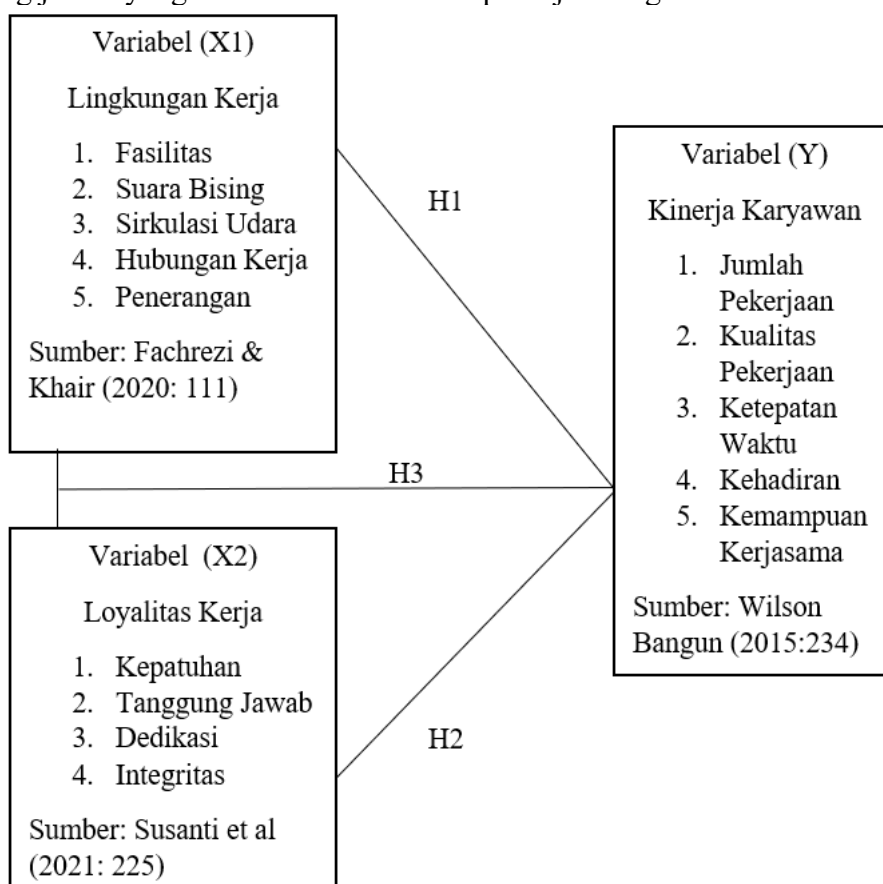 Variabel (X1)
Lingkungan Kerja
1. Fasilitas
2. Suara Bising
3. Sirkulasi Udara
4. Hubungan Kerja
5. Penerangan
Sumber: Fachrezi &
Khair (2020: 111)
H1
H3
Variabel (X2)
Loyalitas Kerja
1. Kepatuhan
2. Tanggung Jawab
3. Dedikasi
4. Integritas
Sumber: Susanti et al
(2021: 225)
H2
Variabel (Y)
Kinerja Karyawan
1. Jumlah
Pekerjaan
2. Kualitas
Pekerjaan
3. Ketepatan
Waktu
4. Kehadiran
5. Kemampuan
Kerjasama
Sumber: Wilson
Bangun (2015:234)